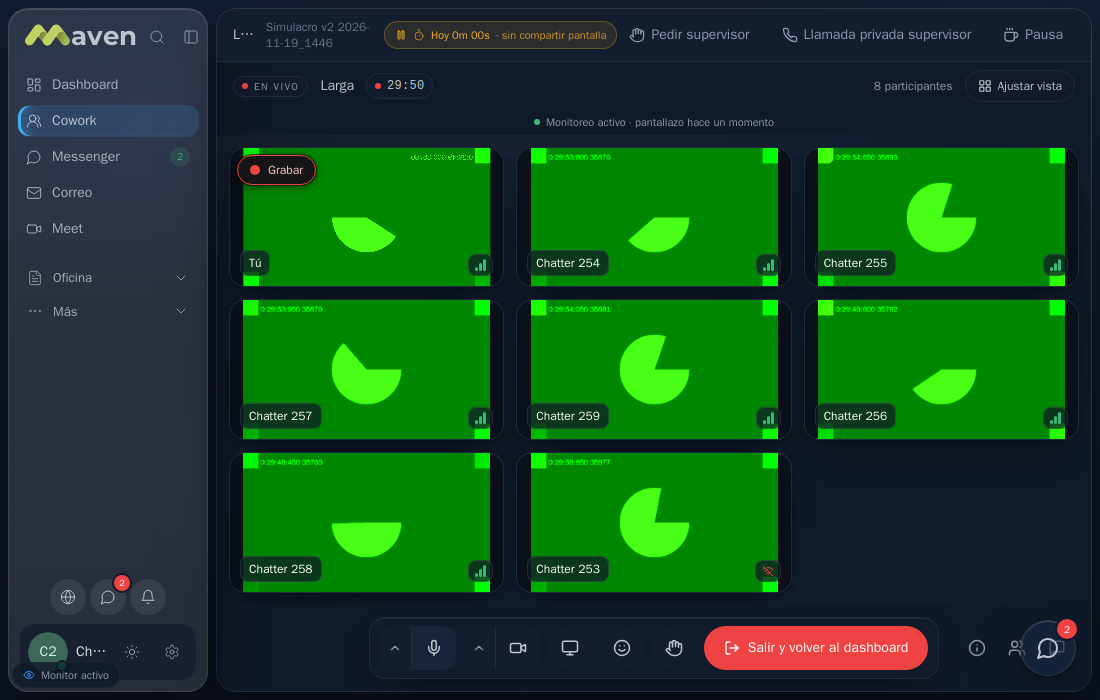 maven
Dashboard
Cowork
Messenger
2
Correo
Meet
Oficina
Más
2
C2
Ch···
Monitor activo
L···
Simulacro v2 2026-
11-19_1446
Hoy 0m 00s · sin compartir pantalla
Pedir supervisor
Llamada privada supervisor
Pausa
EN VIVO
Larga
29:50
8 participantes
Ajustar vista
Monitoreo activo · pantallazo hace un momento
Grabar
Tú
0:29:53:800 35876
Chatter 254
0:29:54:650 35893
Chatter 255
0:29:53:950 35879
Chatter 257
0:29:54:050 35881
Chatter 259
0:29:49:600 35792
Chatter 256
0:29:48:450 35769
Chatter 258
0:29:58:850 35977
Chatter 253
Salir y volver al dashboard
2